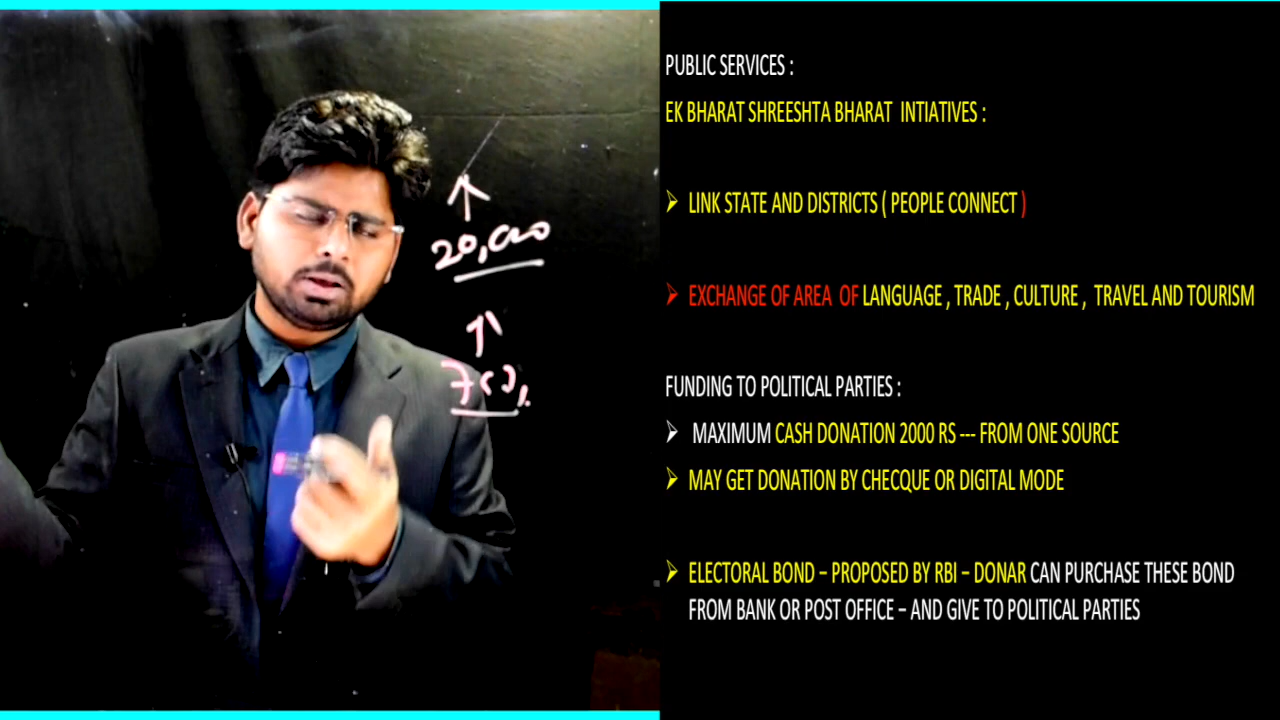 20,000
PUBLIC SERVICES :
EK BHARAT SHREESHTA BHARAT INTIATIVES :
➢ LINK STATE AND DISTRICTS ( PEOPLE CONNECT )
➢ EXCHANGE OF AREA OF LANGUAGE , TRADE , CULTURE , TRAVEL AND TOURISM
FUNDING TO POLITICAL PARTIES :
➢ MAXIMUM CASH DONATION 2000 RS --- FROM ONE SOURCE
➢ MAY GET DONATION BY CHECQUE OR DIGITAL MODE
➢ ELECTORAL BOND – PROPOSED BY RBI – DONAR CAN PURCHASE THESE BOND
FROM BANK OR POST OFFICE – AND GIVE TO POLITICAL PARTIES